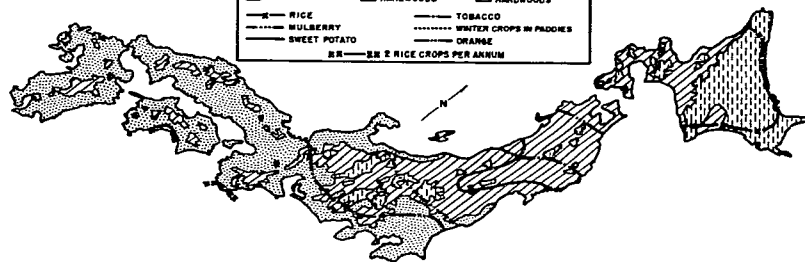 HARDWOODS
RICE TOBACCO
MULBERRY WINTER CROPS IN PADDIES
SWEET POTATO ORANGE
2 RICE CROPS PER ANNUM
N